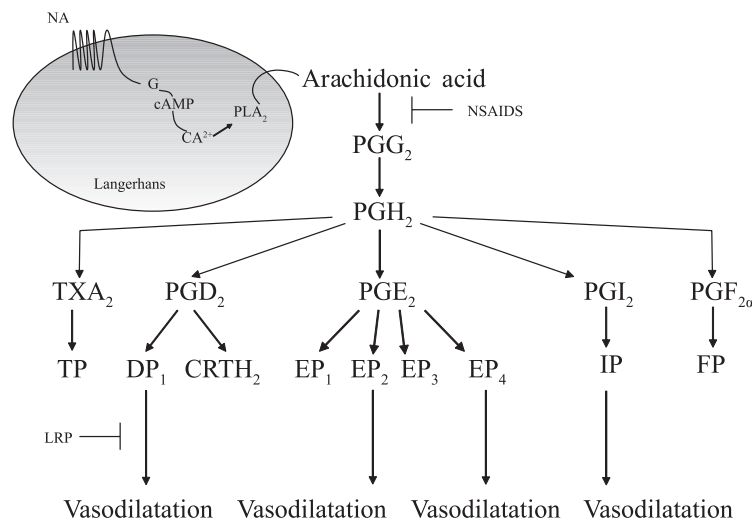 NA
G
cAMP
CA²⁺
PLA₂
Langerhans
Arachidonic acid
NSAIDS
PGG₂
PGH₂
TXA₂ PGD₂ PGE₂ PGI₂ PGF₂α
TP DP₁ CRTH₂ EP₁ EP₂ EP₃ EP₄ IP FP
LRP
Vasodilatation Vasodilatation Vasodilatation Vasodilatation